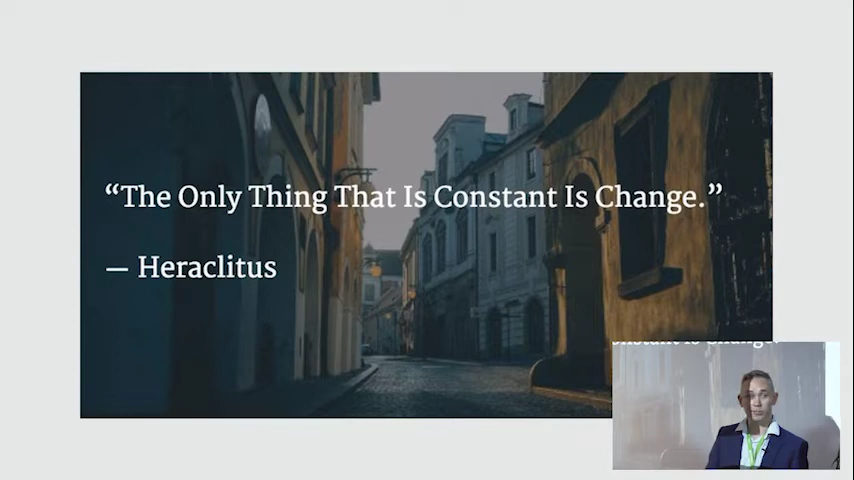 “The Only Thing That Is Constant Is Change.”
— Heraclitus